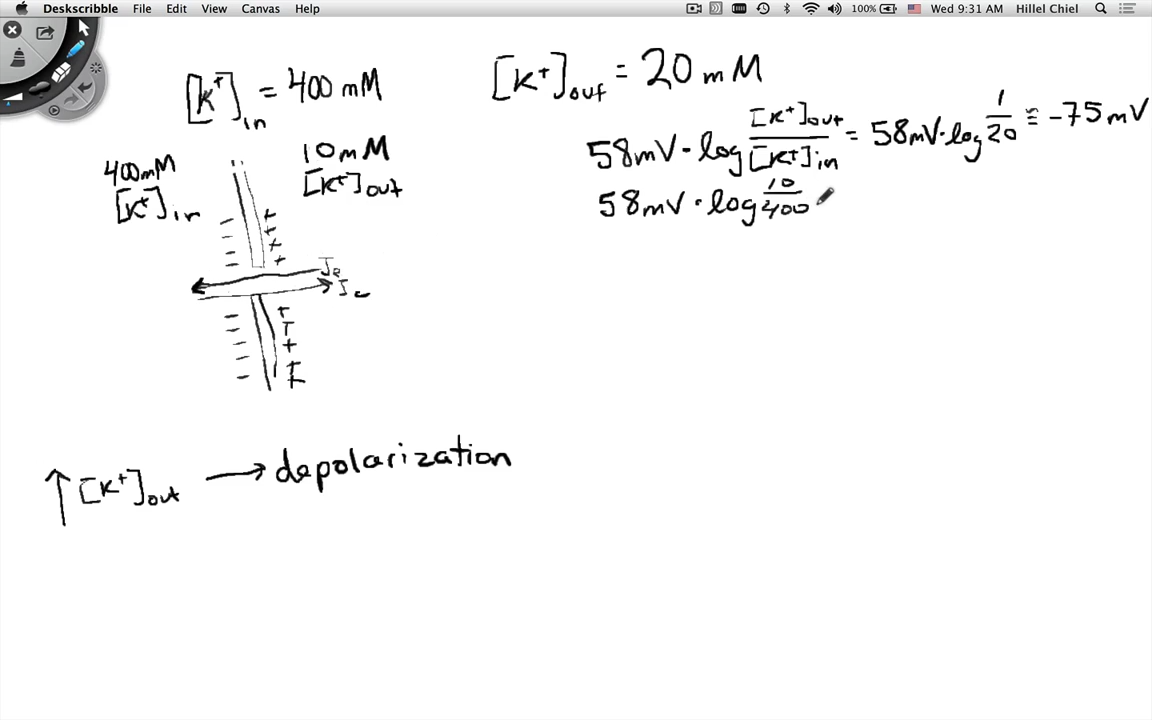 Deskscribble File Edit View Canvas Help 100% Wed 9:31 AM Hillel Chiel
[K+]in = 400 mM
[K+]out = 20 mM
58mV · log [K+]out / [K+]in = 58mV · log 1/20 ≅ -75 mV
58mV · log 10/400
400mM
[K+]in
10mM
[K+]out
↑ [K+]out → depolarization